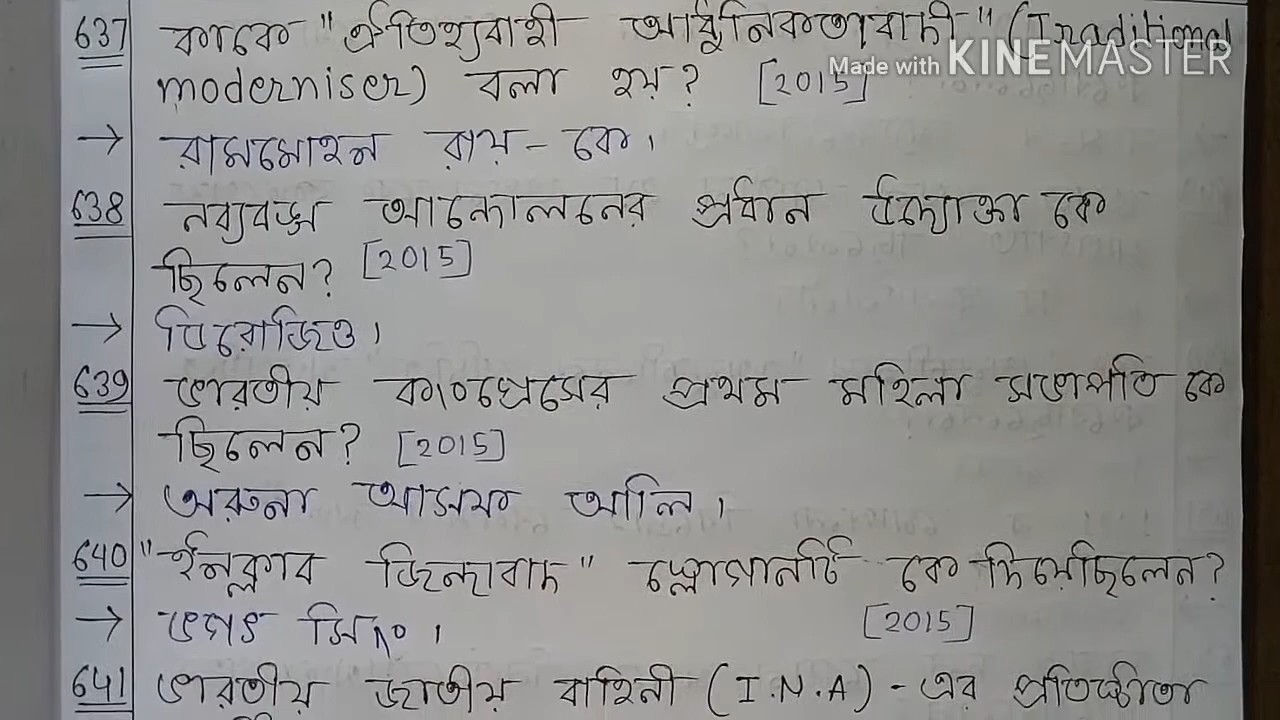 637 কাকে "ঐতিহ্যবাহী আধুনিকতাবাদী" (Traditional
Made with KINEMASTER
moderniser) বলা হয়? [2015]
→ রামমোহন রায় - কে।
638 নব্যবঙ্গ আন্দোলনের প্রধান উদ্যোক্তা কে
ছিলেন? [2015]
→ ডিরোজিও।
639 ভারতীয় কংগ্রেসের প্রথম মহিলা সভাপতি কে
ছিলেন? [2015]
→ অরুনা আসফ আলি।
640 "ইনক্লাব জিন্দাবাদ" স্লোগানটি কে দিয়েছিলেন?
→ ভগৎ সিং। [2015]
641 ভারতীয় জাতীয় বাহিনী (I.N.A) - এর প্রতিষ্ঠাতা